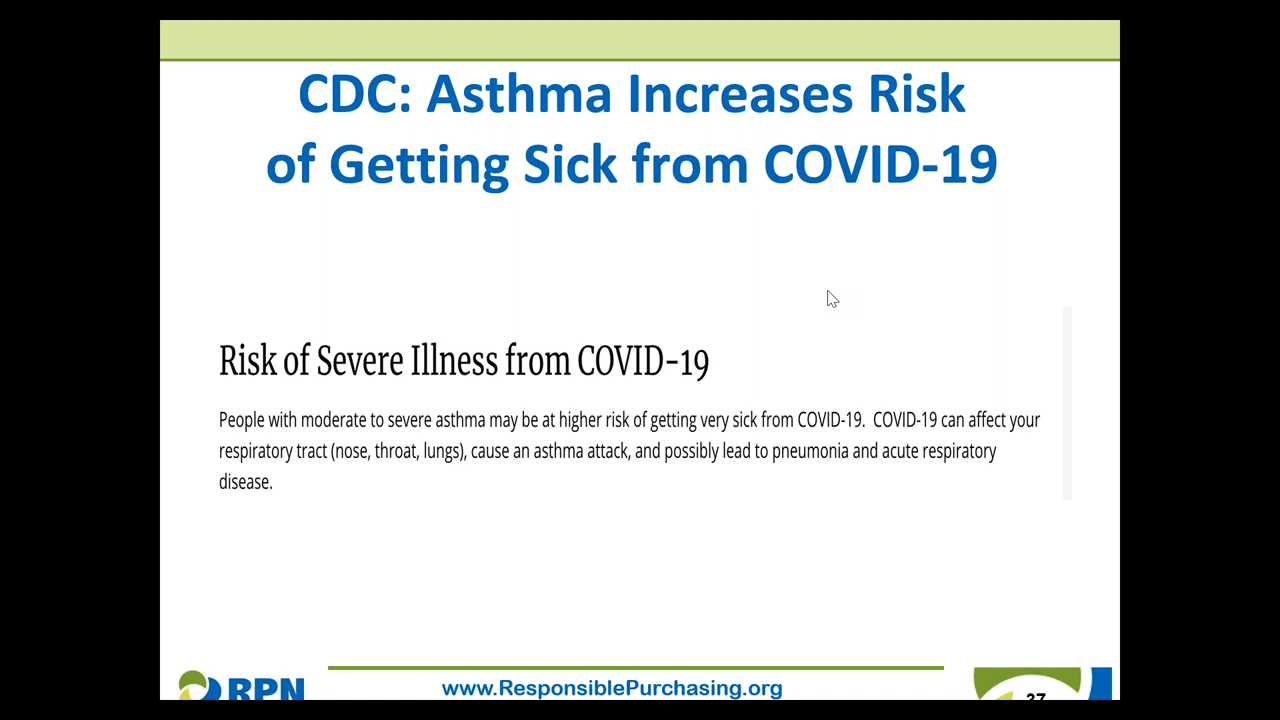 CDC: Asthma Increases Risk
of Getting Sick from COVID-19
Risk of Severe Illness from COVID-19
People with moderate to severe asthma may be at higher risk of getting very sick from COVID-19. COVID-19 can affect your
respiratory tract (nose, throat, lungs), cause an asthma attack, and possibly lead to pneumonia and acute respiratory
disease.
RPN
www.ResponsiblePurchasing.org
37